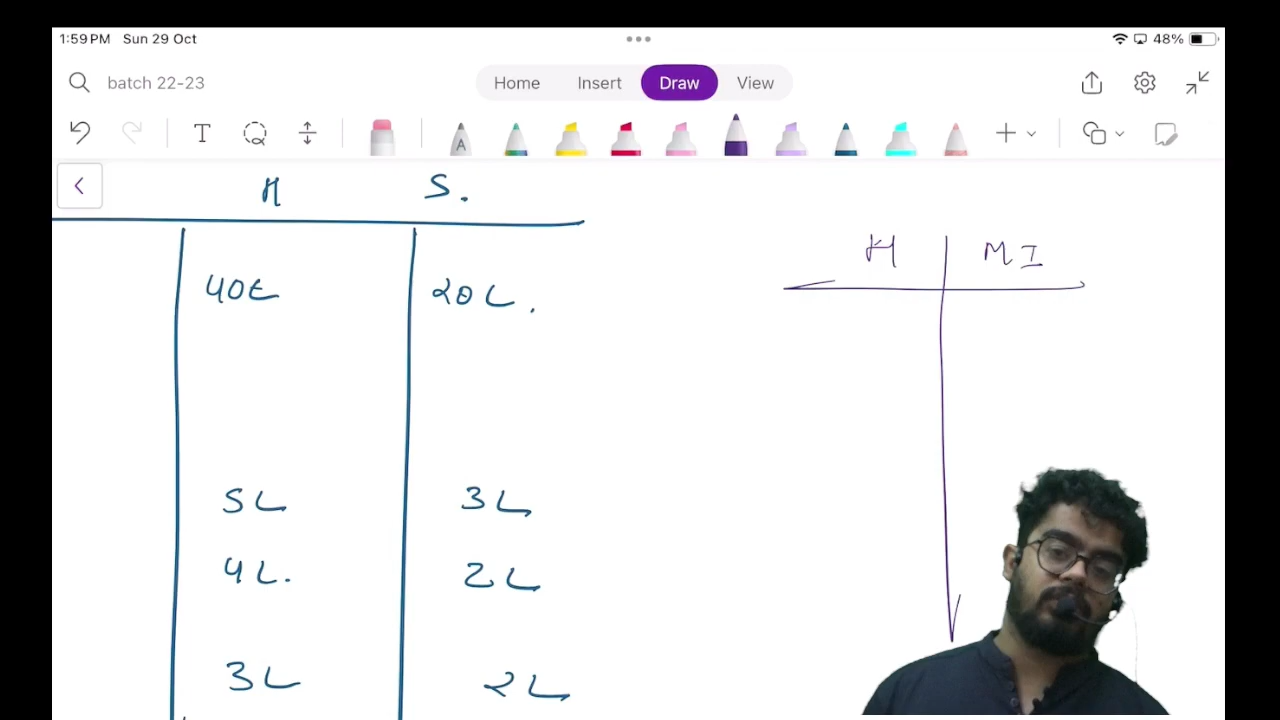 1:59 PM Sun 29 Oct 48%
batch 22-23 Home Insert Draw View
T A
H S.
40L 20L.
5L 3L
4L. 2L
3L 2L
H MI